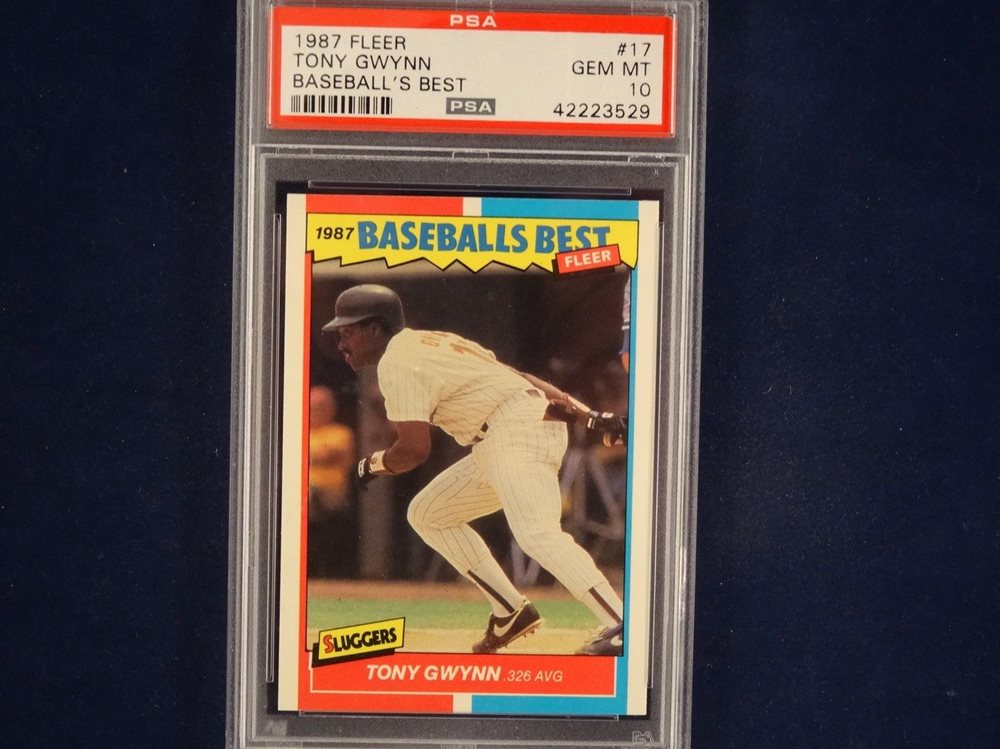 PSA
1987 FLEER #17
TONY GWYNN GEM MT
BASEBALL'S BEST 10
PSA 42223529
1987 BASEBALLS BEST
FLEER
SLUGGERS
TONY GWYNN .326 AVG